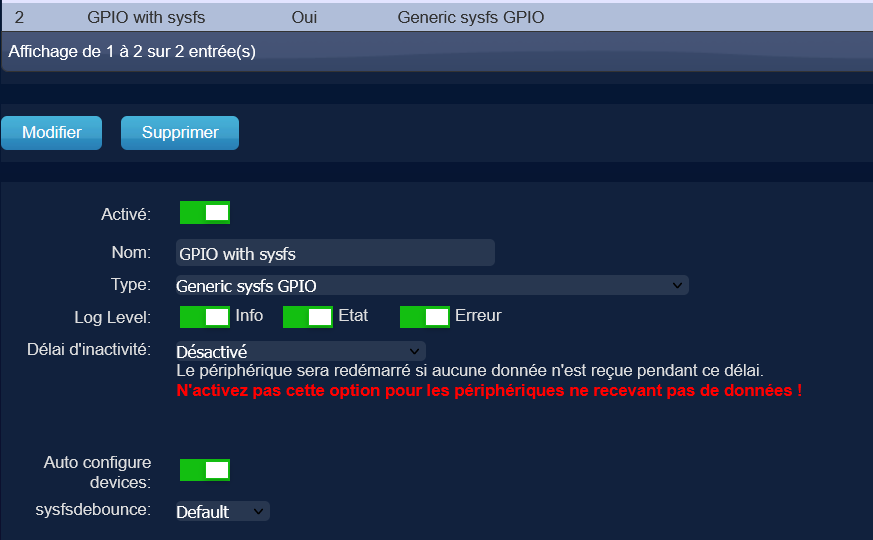 2 GPIO with sysfs Oui Generic sysfs GPIO
Affichage de 1 à 2 sur 2 entrée(s)
Modifier Supprimer
Activé:
Nom: GPIO with sysfs
Type: Generic sysfs GPIO
Log Level: Info Etat Erreur
Délai d'inactivité: Désactivé
Le périphérique sera redémarré si aucune donnée n'est reçue pendant ce délai.
N'activez pas cette option pour les périphériques ne recevant pas de données !
Auto configure
devices:
sysfsdebounce: Default